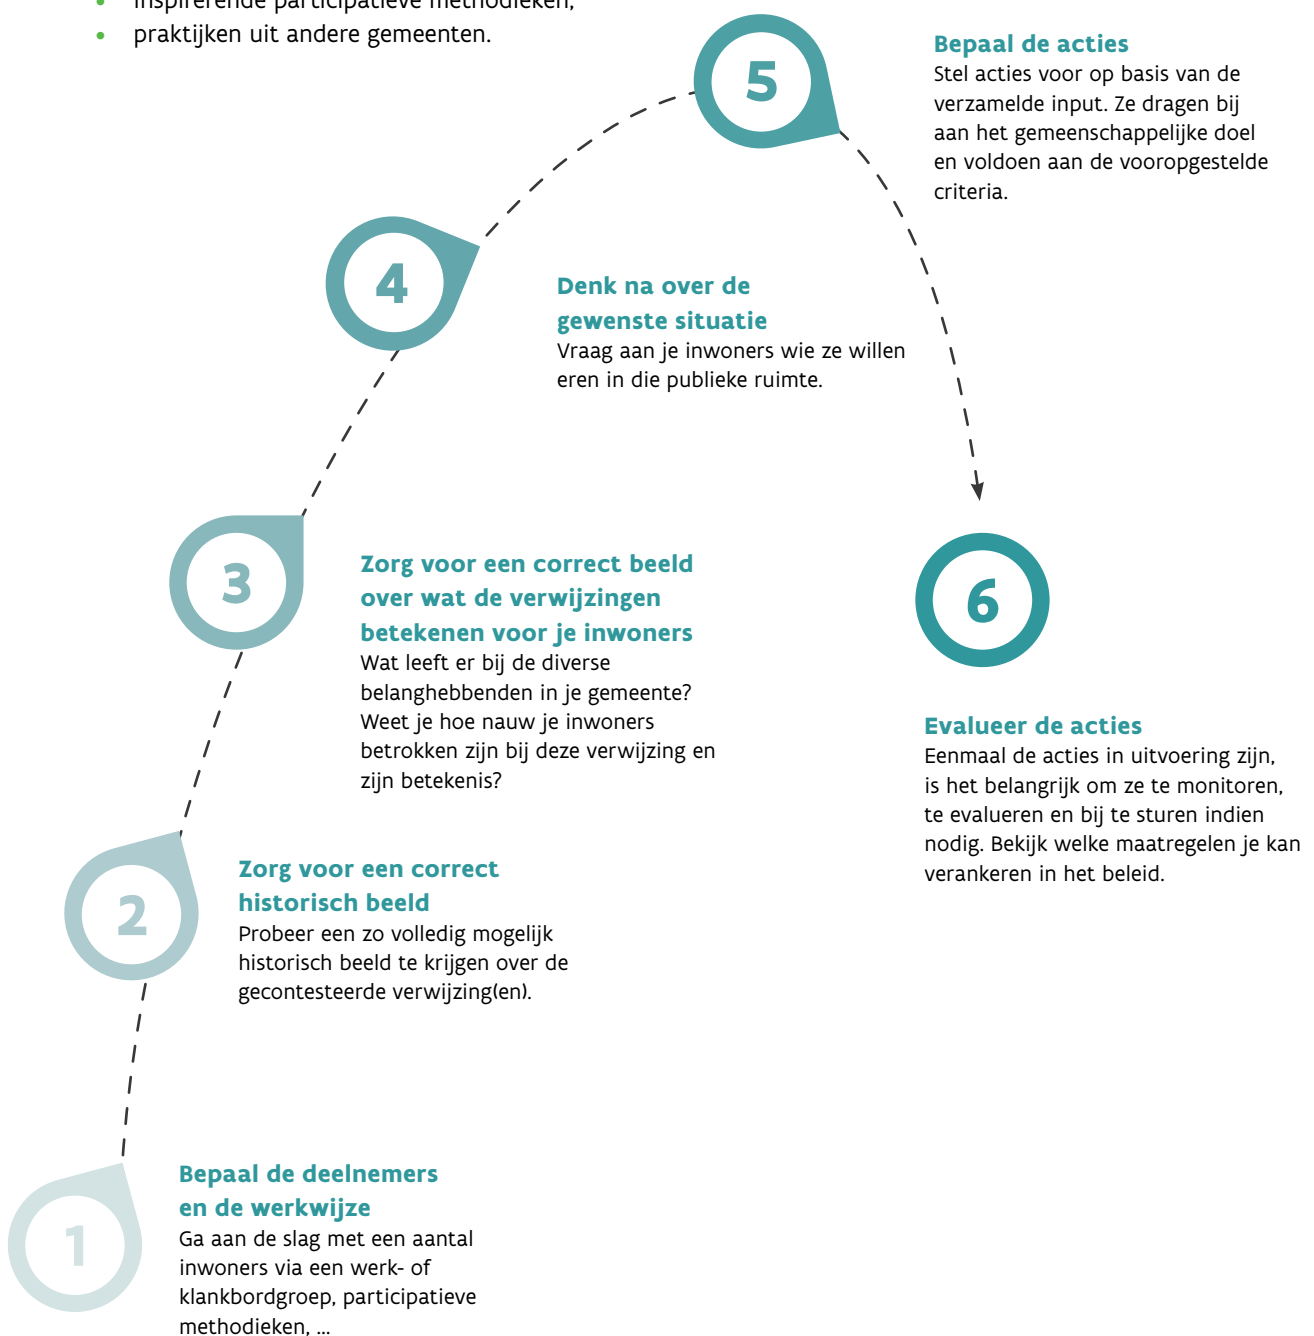 • inspirerende participatieve methodieken,
• praktijken uit andere gemeenten.
5
Bepaal de acties
Stel acties voor op basis van de
verzamelde input. Ze dragen bij
aan het gemeenschappelijke doel
en voldoen aan de vooropgestelde
criteria.
4
Denk na over de
gewenste situatie
Vraag aan je inwoners wie ze willen
eren in die publieke ruimte.
3
Zorg voor een correct beeld
over wat de verwijzingen
betekenen voor je inwoners
Wat leeft er bij de diverse
belanghebbenden in je gemeente?
Weet je hoe nauw je inwoners
betrokken zijn bij deze verwijzing en
zijn betekenis?
6
Evalueer de acties
Eenmaal de acties in uitvoering zijn,
is het belangrijk om ze te monitoren,
te evalueren en bij te sturen indien
nodig. Bekijk welke maatregelen je kan
verankeren in het beleid.
2
Zorg voor een correct
historisch beeld
Probeer een zo volledig mogelijk
historisch beeld te krijgen over de
gecontesteerde verwijzing(en).
1
Bepaal de deelnemers
en de werkwijze
Ga aan de slag met een aantal
inwoners via een werk- of
klankbordgroep, participatieve
methodieken, ...